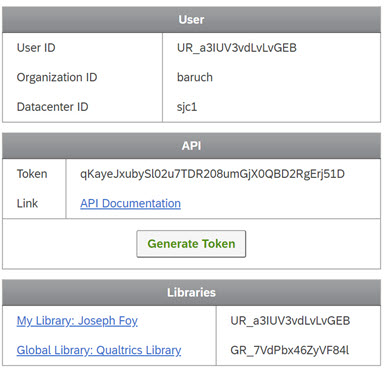 User
User ID UR_a3IUV3vdLvLvGEB
Organization ID baruch
Datacenter ID sjc1
API
Token qKayeJxubySl02u7TDR208umGjX0QBD2RgErj51D
Link API Documentation
Generate Token
Libraries
My Library: Joseph Foy UR_a3IUV3vdLvLvGEB
Global Library: Qualtrics Library GR_7VdPbx46ZyVF84l